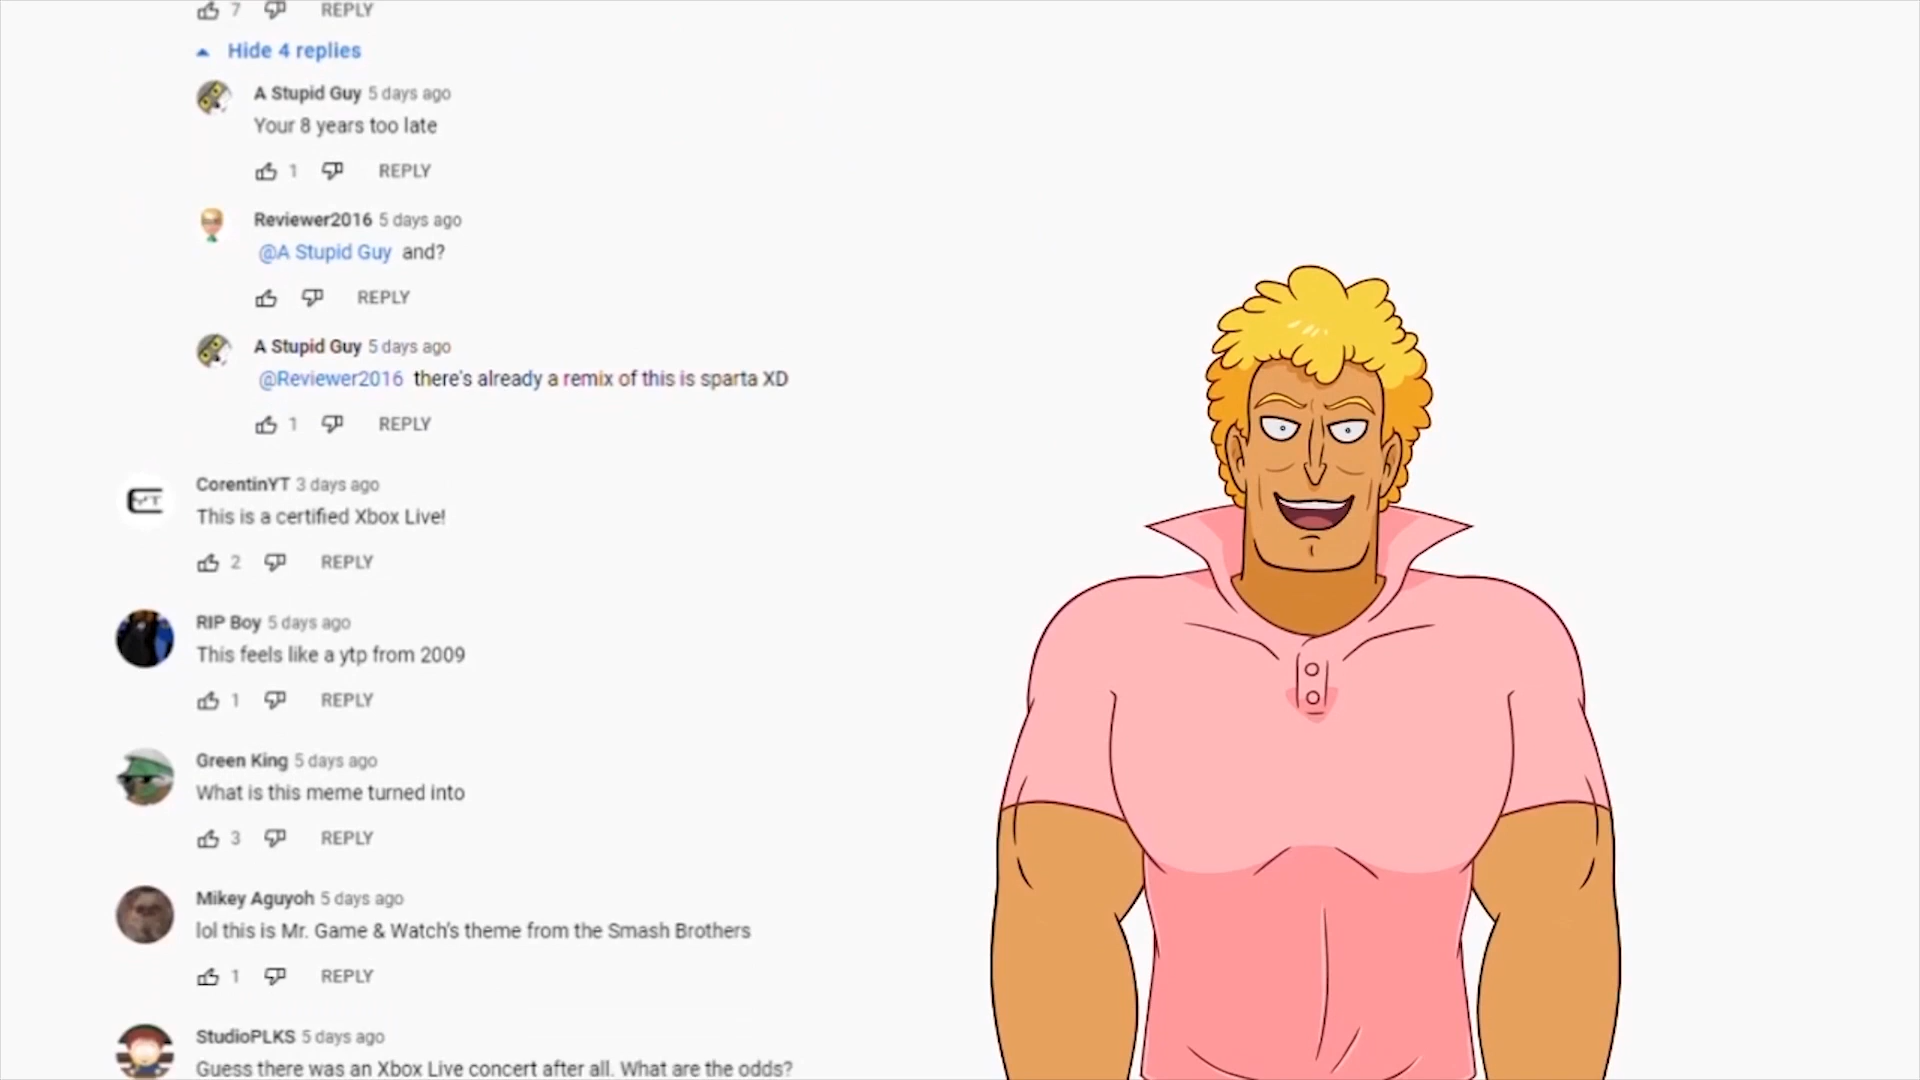 7 REPLY
Hide 4 replies
A Stupid Guy 5 days ago
Your 8 years too late
1 REPLY
Reviewer2016 5 days ago
@A Stupid Guy and?
REPLY
A Stupid Guy 5 days ago
@Reviewer2016 there's already a remix of this is sparta XD
1 REPLY
CorentinYT 3 days ago
This is a certified Xbox Live!
2 REPLY
RIP Boy 5 days ago
This feels like a ytp from 2009
1 REPLY
Green King 5 days ago
What is this meme turned into
3 REPLY
Mikey Aguyoh 5 days ago
lol this is Mr. Game & Watch's theme from the Smash Brothers
1 REPLY
StudioPLKS 5 days ago
Guess there was an Xbox Live concert after all. What are the odds?